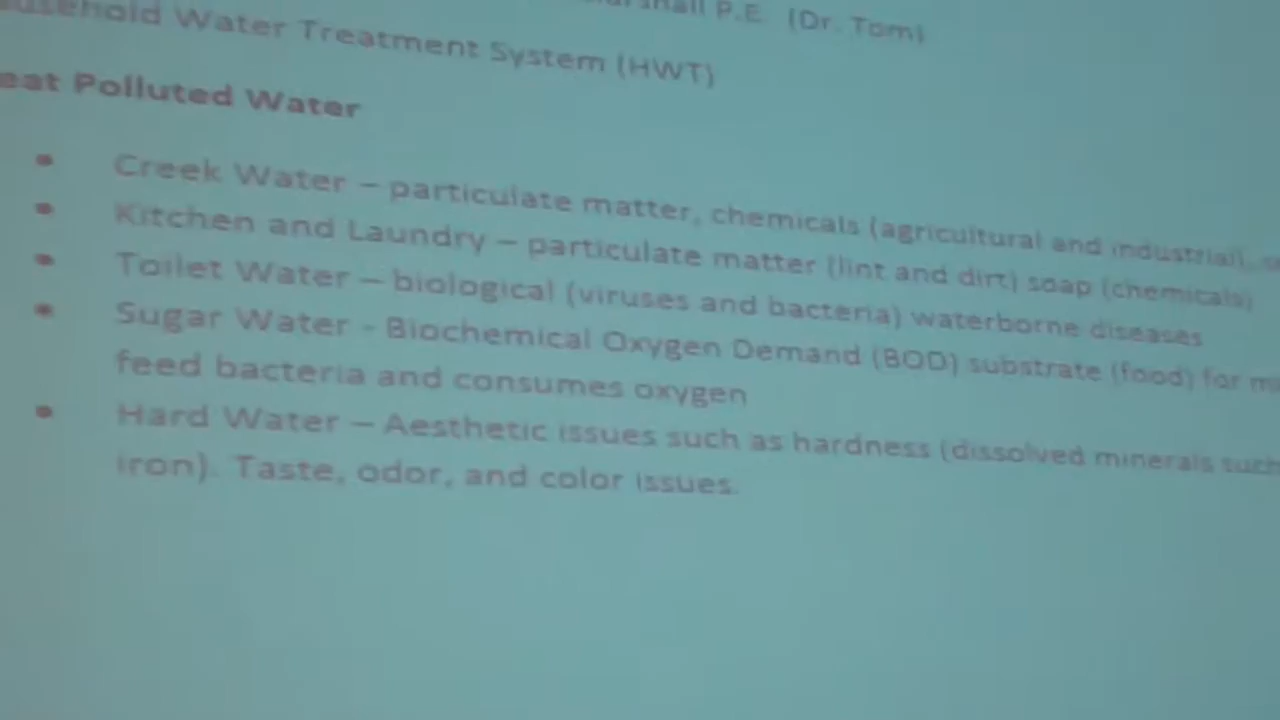 P.E. (Dr. Tom)
Household Water Treatment System (HWT)
eat Polluted Water
• Creek Water – particulate matter, chemicals (agricultural and industrial),
• Kitchen and Laundry – particulate matter (lint and dirt) soap (chemicals)
• Toilet Water – biological (viruses and bacteria) waterborne diseases
• Sugar Water - Biochemical Oxygen Demand (BOD) substrate (food) for
feed bacteria and consumes oxygen
• Hard Water – Aesthetic issues such as hardness (dissolved minerals such
iron). Taste, odor, and color issues.